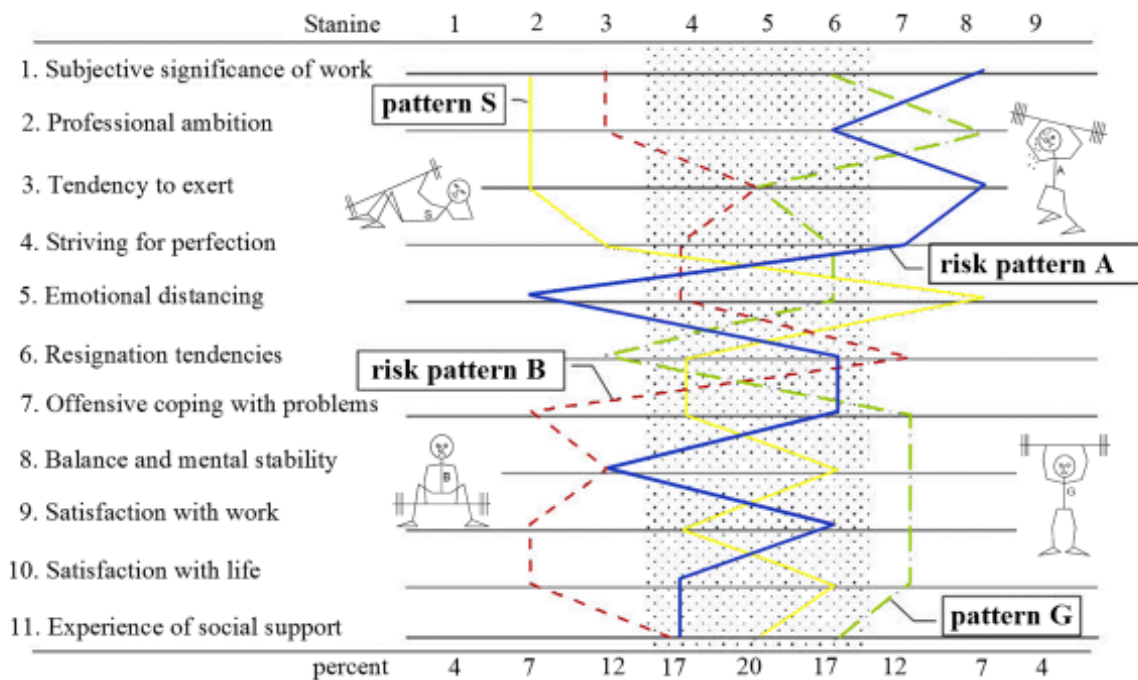 Stanine 1 2 3 4 5 6 7 8 9
1. Subjective significance of work
pattern S
2. Professional ambition
A
3. Tendency to exert
S
4. Striving for perfection
risk pattern A
5. Emotional distancing
6. Resignation tendencies
risk pattern B
7. Offensive coping with problems
8. Balance and mental stability
B
G
9. Satisfaction with work
10. Satisfaction with life
pattern G
11. Experience of social support
percent 4 7 12 17 20 17 12 7 4